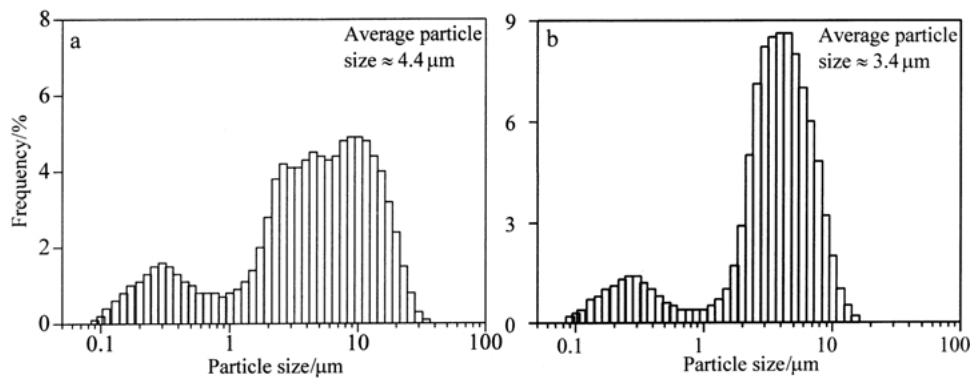 a
Average particle
size ≈ 4.4 μm
Frequency/%
8
6
4
2
0
0.1 1 10 100
Particle size/μm
b
Average particle
size ≈ 3.4 μm
9
6
3
0
0.1 1 10 100
Particle size/μm